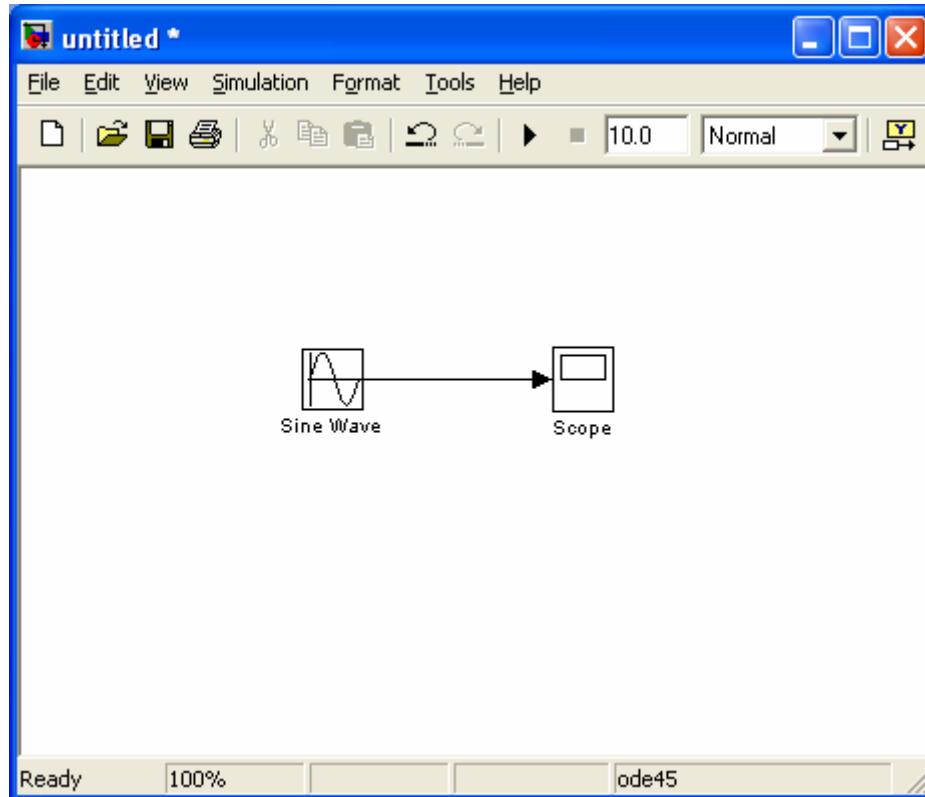 untitled *
File Edit View Simulation Format Tools Help
10.0 Normal
Y
Sine Wave
Scope
Ready 100% ode45